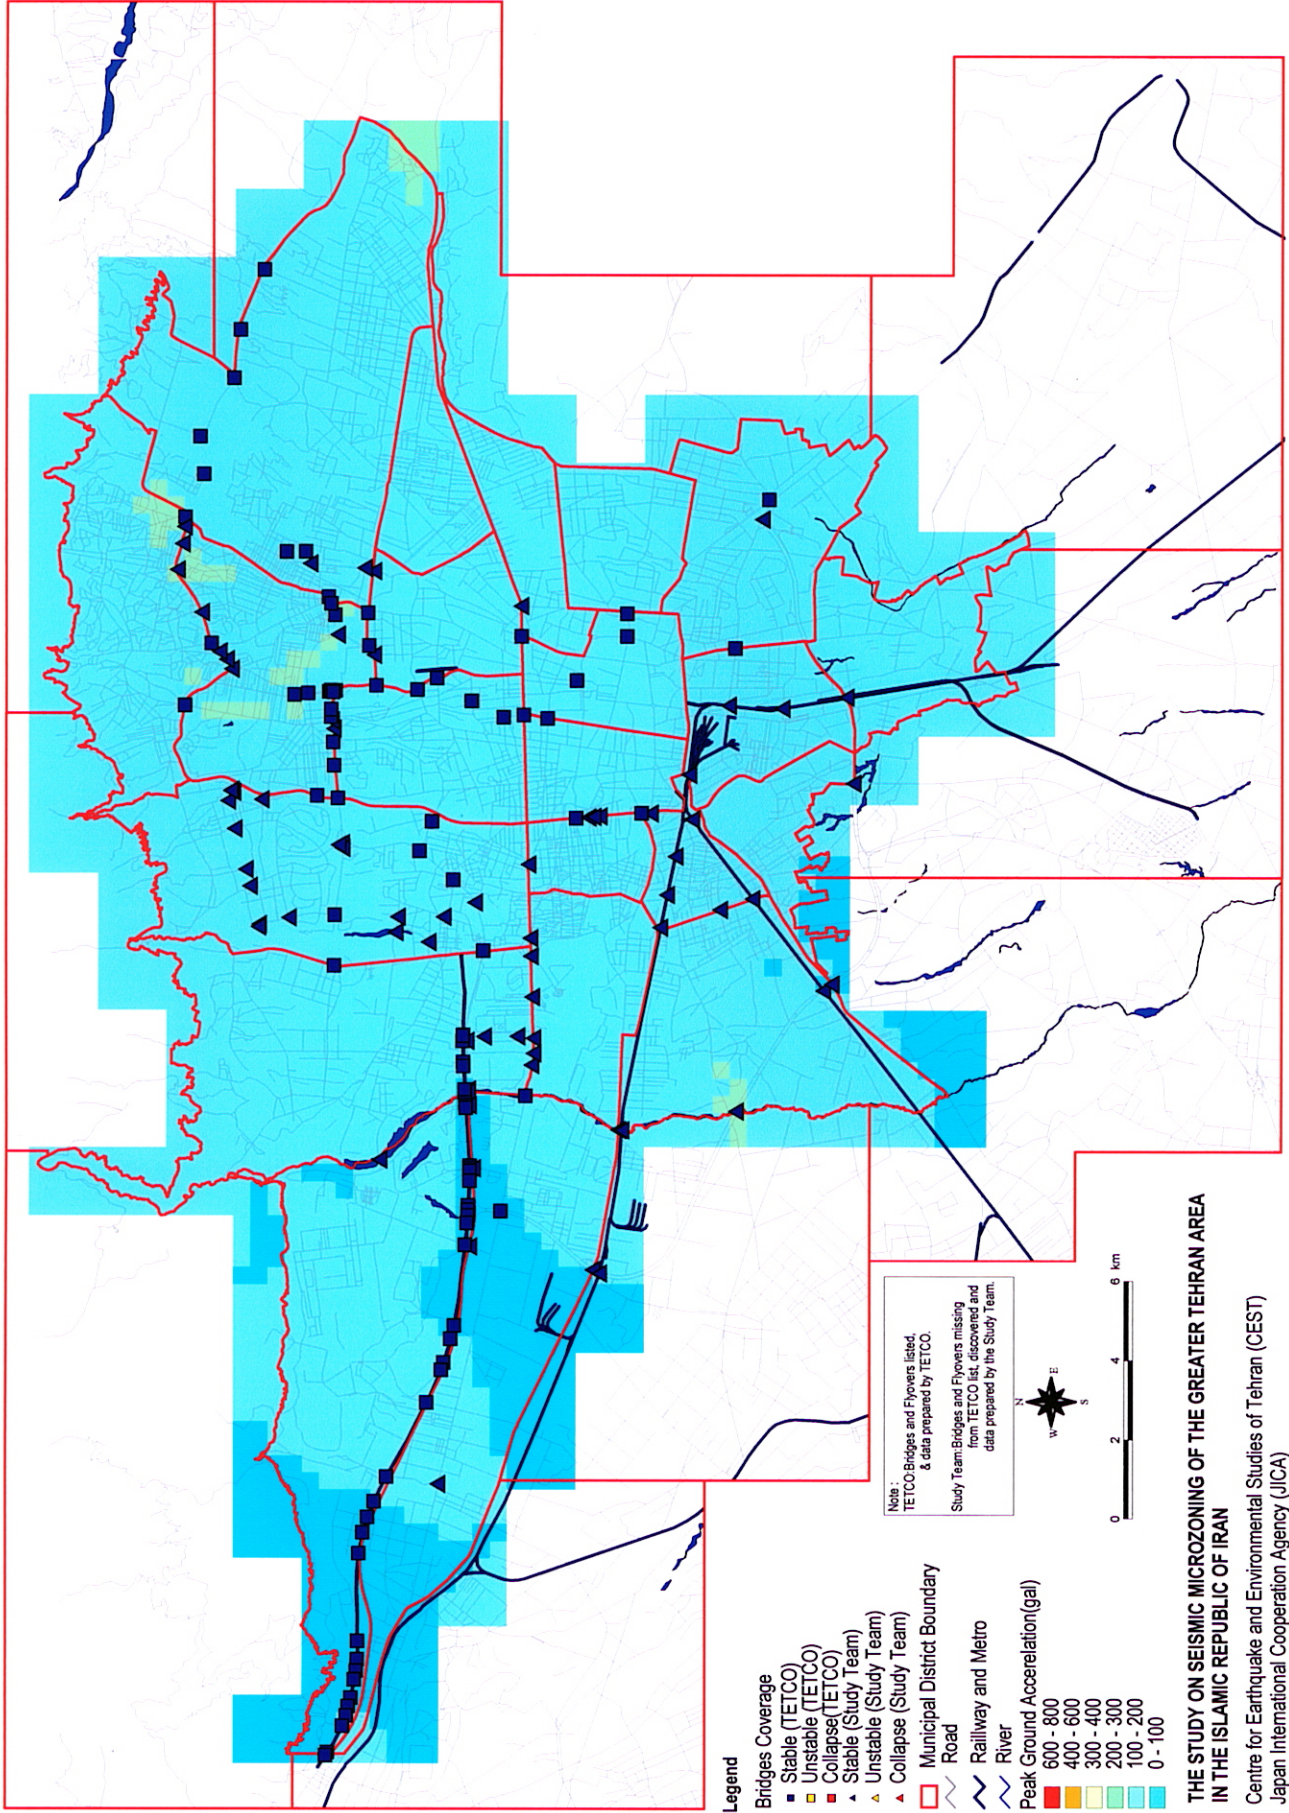 Legend
Bridges Coverage
Stable (TETCO)
Unstable (TETCO)
Collapse(TETCO)
Stable (Study Team)
Unstable (Study Team)
Collapse (Study Team)
Municipal District Boundary
Road
Railway and Metro
River
Peak Ground Accerelation(gal)
600 - 800
400 - 600
300 - 400
200 - 300
100 - 200
0 - 100
Note :
TETCO:Bridges and Flyovers listed,
& data prepared by TETCO.
Study Team:Bridges and Flyovers missing
from TETCO list, discovered and
data prepared by the Study Team.
N
W
E
S
0
2
4
6
km
THE STUDY ON SEISMIC MICROZONING OF THE GREATER TEHRAN AREA
IN THE ISLAMIC REPUBLIC OF IRAN
Centre for Earthquake and Environmental Studies of Tehran (CEST)
Japan International Cooperation Agency (JICA)